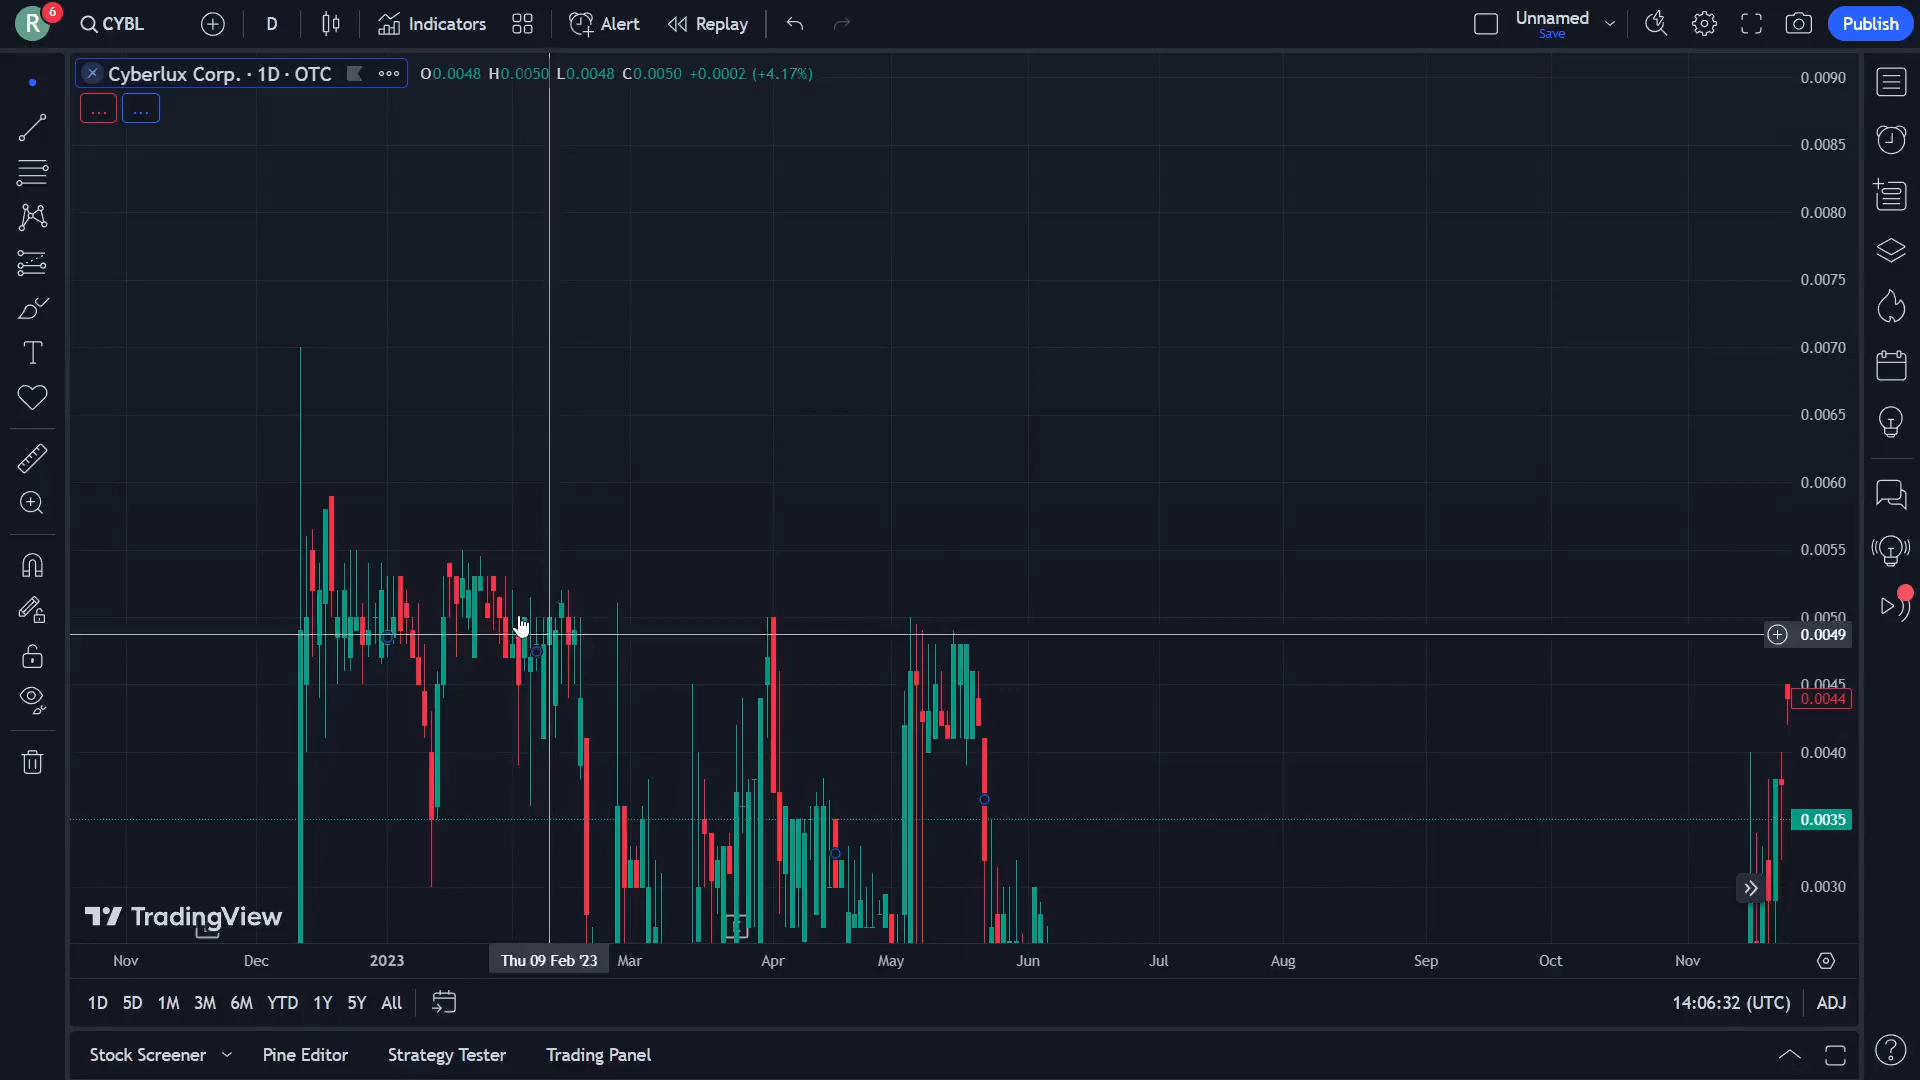 R 6 CYBL D Indicators Alert Replay Unnamed Save Publish
Cyberlux Corp. · 1D · OTC O0.0048 H0.0050 L0.0048 C0.0050 +0.0002 (+4.17%)
... ...
0.0090
0.0085
0.0080
0.0075
0.0070
0.0065
0.0060
0.0055
0.0050
0.0049
0.0045
0.0044
0.0040
0.0035
0.0030
TradingView
Nov Dec 2023 Thu 09 Feb '23 Mar Apr May Jun Jul Aug Sep Oct Nov
1D 5D 1M 3M 6M YTD 1Y 5Y All 14:06:32 (UTC) ADJ
Stock Screener Pine Editor Strategy Tester Trading Panel